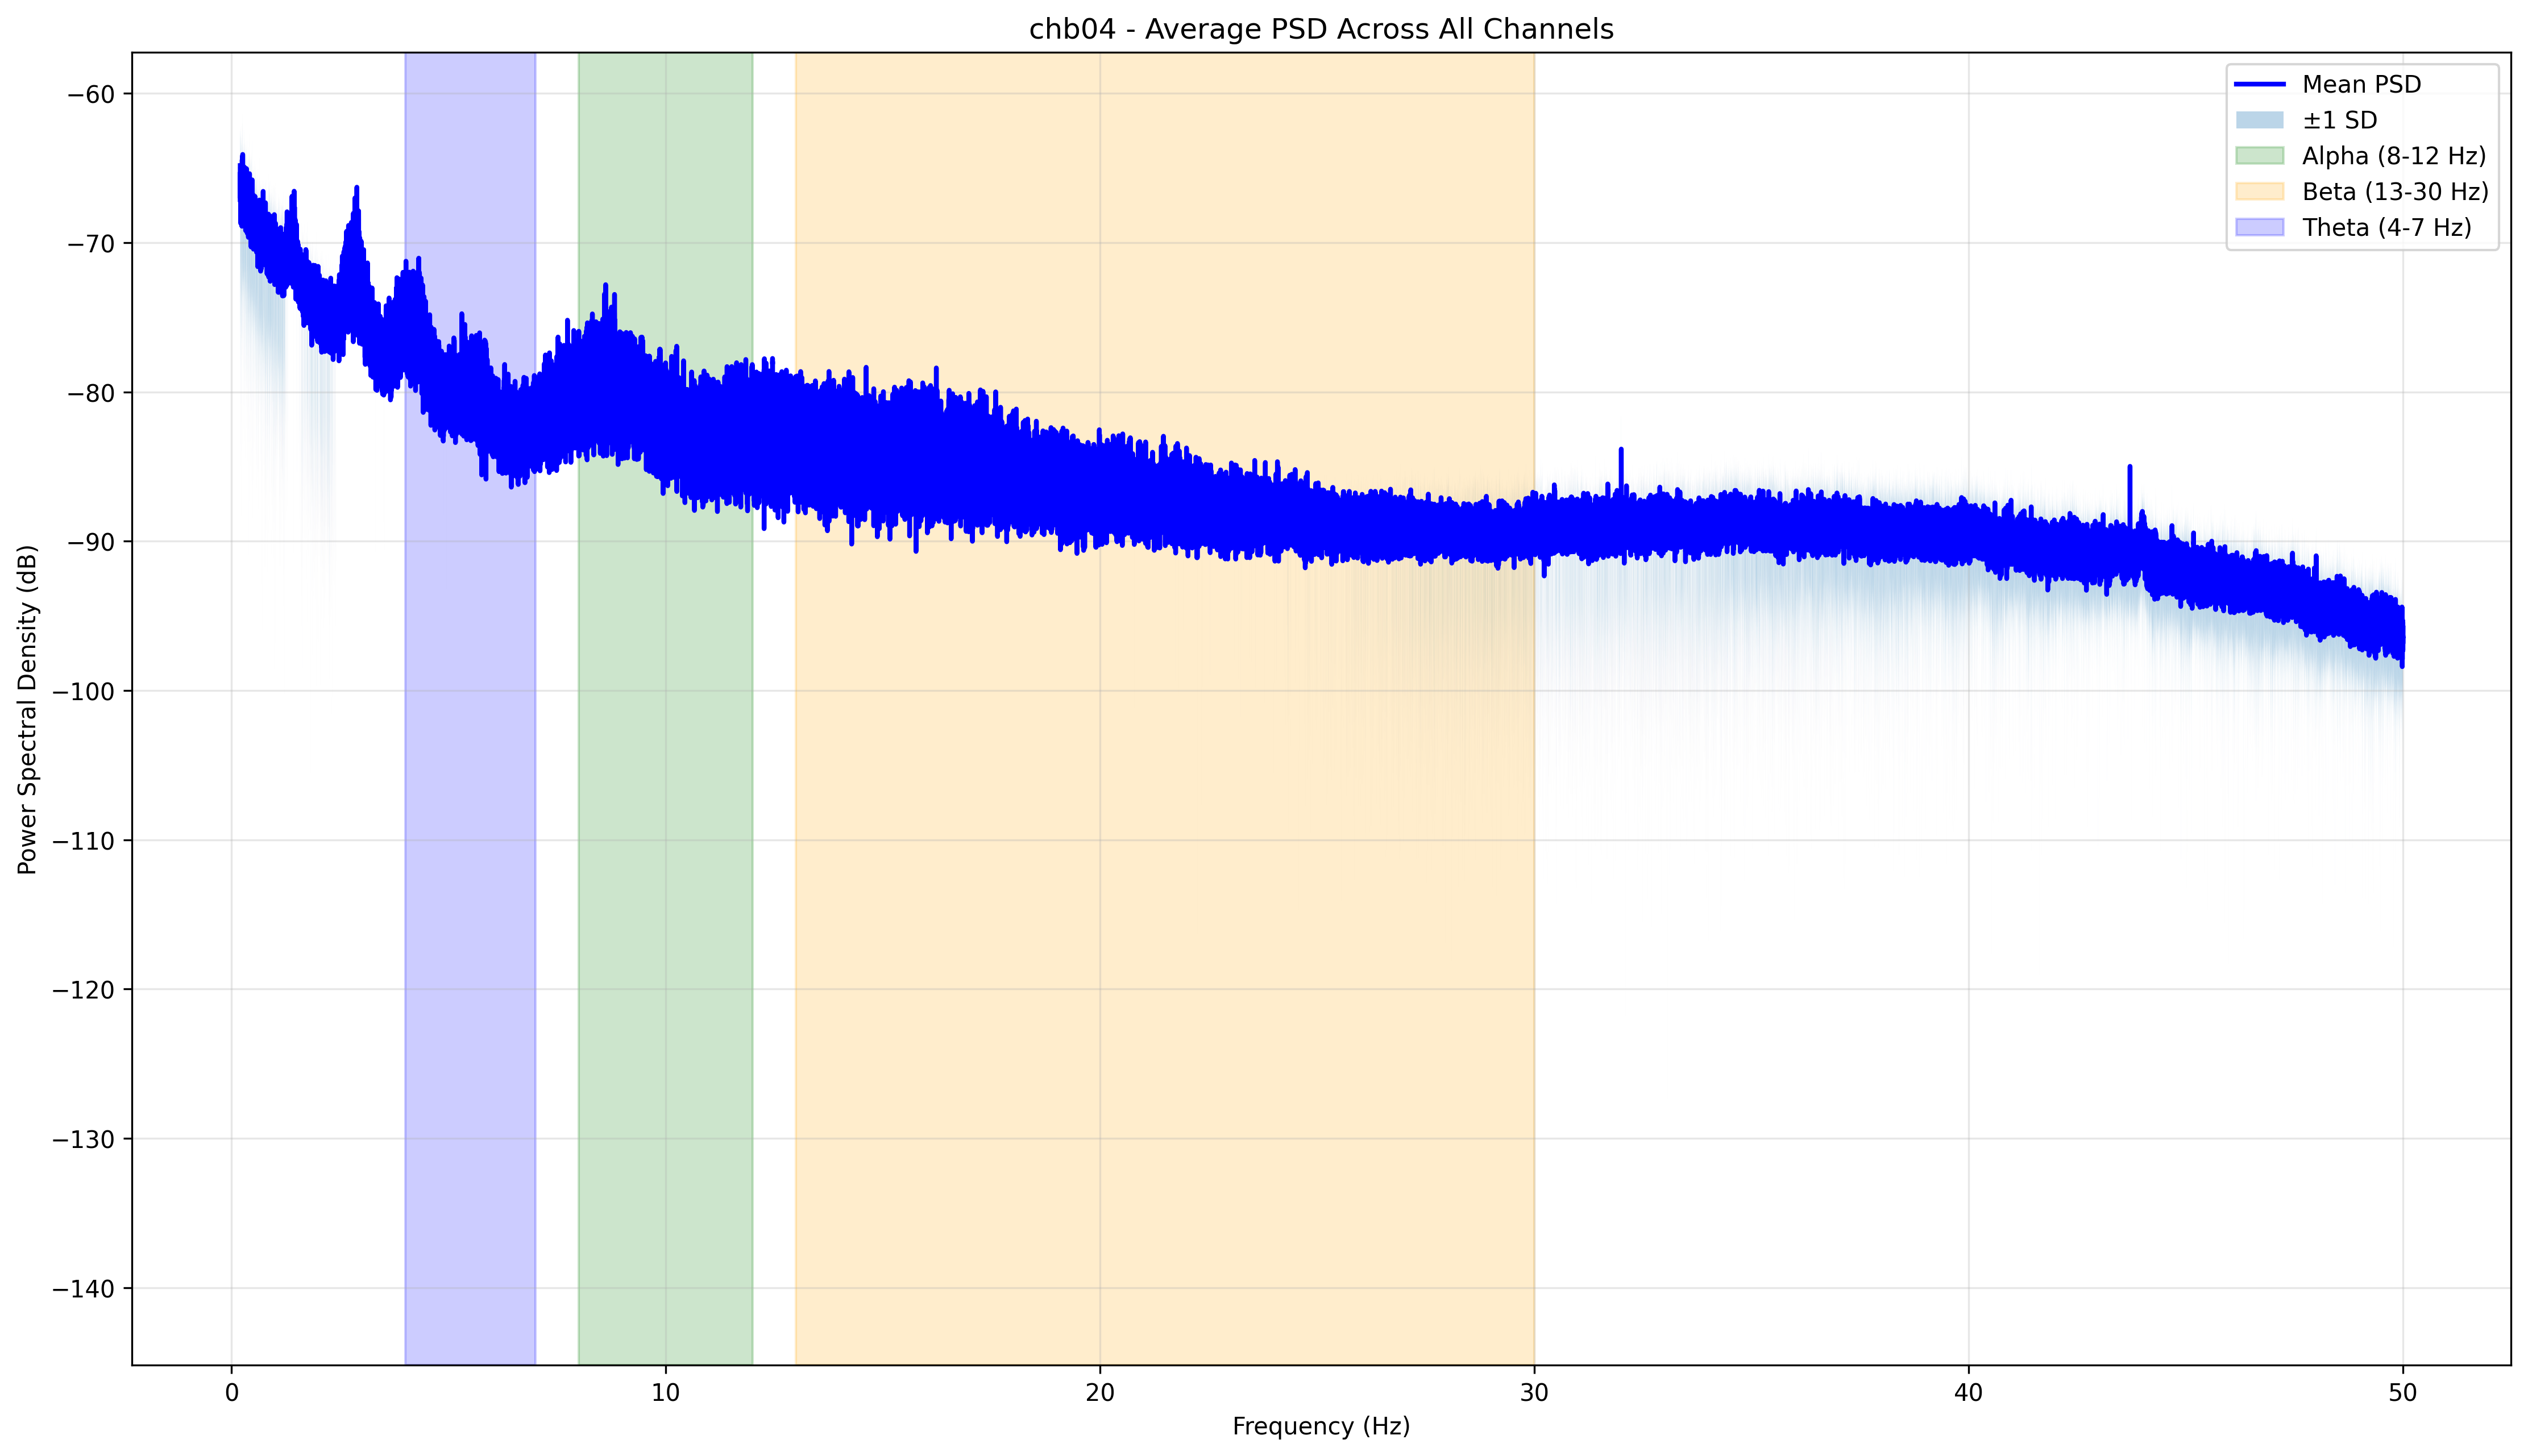 chb04 - Average PSD Across All Channels
Mean PSD
±1 SD
Alpha (8-12 Hz)
Beta (13-30 Hz)
Theta (4-7 Hz)
Power Spectral Density (dB)
−60
−70
−80
−90
−100
−110
−120
−130
−140
0 10 20 30 40 50
Frequency (Hz)